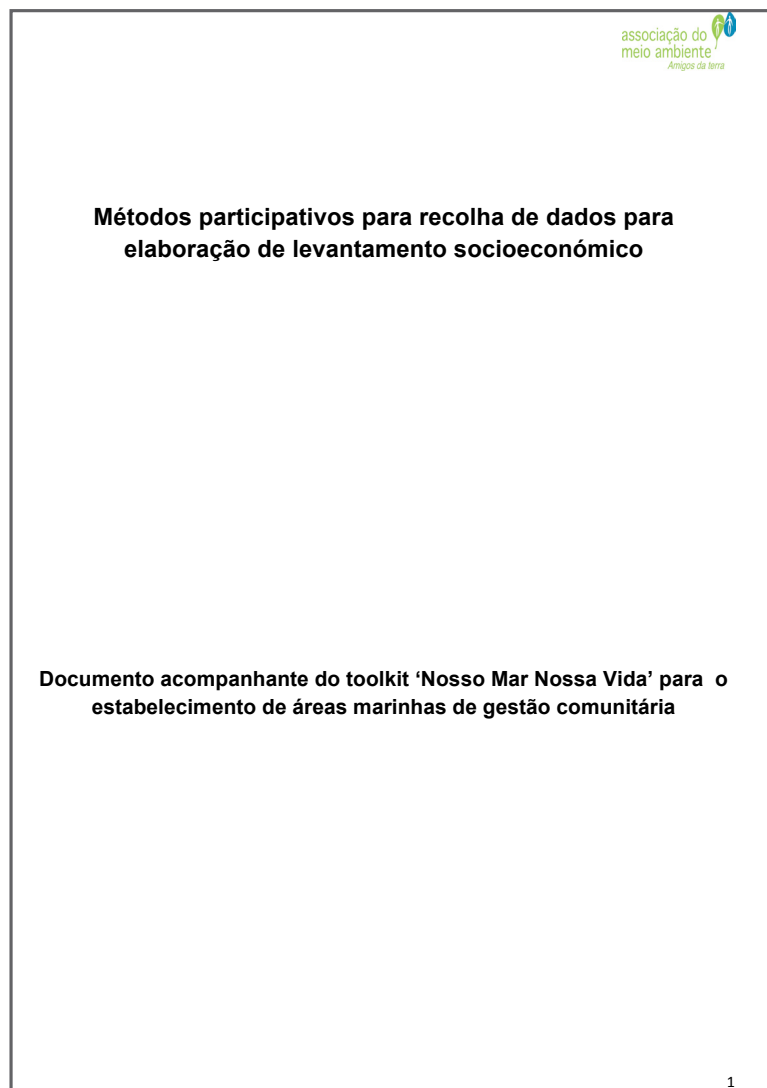 associação do
meio ambiente
Amigos da terra
Métodos participativos para recolha de dados para
elaboração de levantamento socioeconómico
Documento acompanhante do toolkit ‘Nosso Mar Nossa Vida’ para  o
estabelecimento de áreas marinhas de gestão comunitária
1